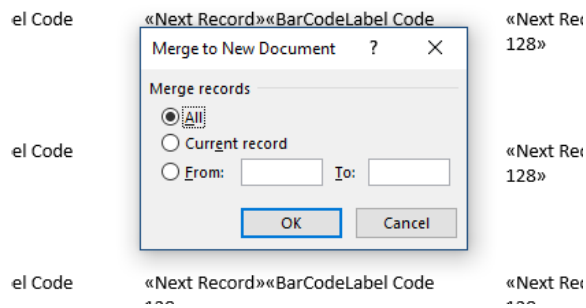 el Code «Next Record»«BarCodeLabel Code «Next Rec
128»
Merge to New Document ? ×
Merge records
All
Current record
From: To:
OK Cancel
el Code «Next Rec
128»
el Code «Next Record»«BarCodeLabel Code «Next Rec